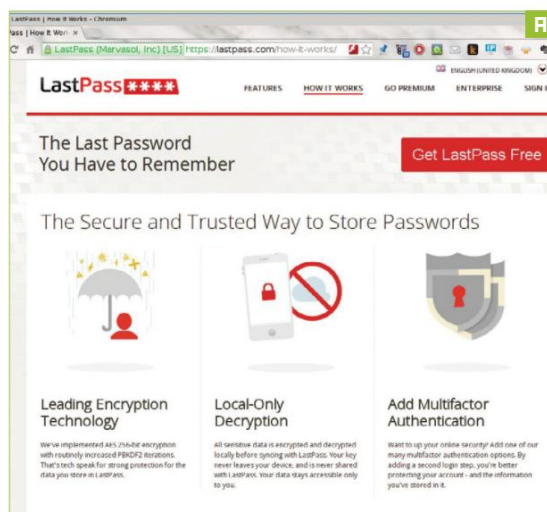 LastPass | How It Works - Chromium
Pass | How It Work
A
LastPass (Marvasol, Inc) [US] https://lastpass.com/how-it-works/
ENGLISH (UNITED KINGDOM)
LastPass ****
FEATURES HOW IT WORKS GO PREMIUM ENTERPRISE SIGN
The Last Password
You Have to Remember
Get LastPass Free
The Secure and Trusted Way to Store Passwords
Leading Encryption
Technology
We've implemented AES 256-bit encryption
with routinely increased PBKDF2 iterations.
That's tech speak for strong protection for the
data you store in LastPass.
Local-Only
Decryption
All sensitive data is encrypted and decrypted
locally before syncing with LastPass. Your key
never leaves your device, and is never shared
with LastPass. Your data stays accessible only
to you.
Add Multifactor
Authentication
Want to up your online security? Add one of our
many multifactor authentication options. By
adding a second login step, you're better
protecting your account - and the information
you've stored in it.